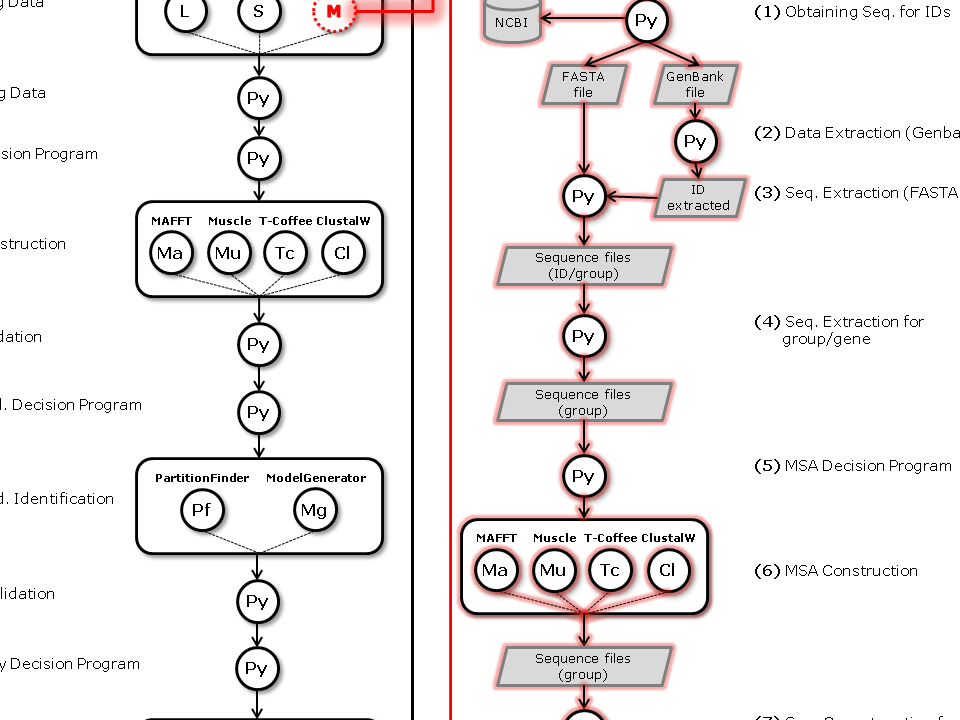 g Data
L S M
g Data
Py
sion Program
Py
MAFFT Muscle T-Coffee ClustalW
struction
Ma Mu Tc Cl
dation
Py
l. Decision Program
Py
PartitionFinder ModelGenerator
d. Identification
Pf Mg
lidation
Py
y Decision Program
Py
NCBI
Py
(1) Obtaining Seq. for IDs
FASTA
file
GenBank
file
Py
(2) Data Extraction (Genba
Py
ID
extracted
(3) Seq. Extraction (FASTA
Sequence files
(ID/group)
Py
(4) Seq. Extraction for
group/gene
Sequence files
(group)
Py
(5) MSA Decision Program
MAFFT Muscle T-Coffee ClustalW
Ma Mu Tc Cl
(6) MSA Construction
Sequence files
(group)